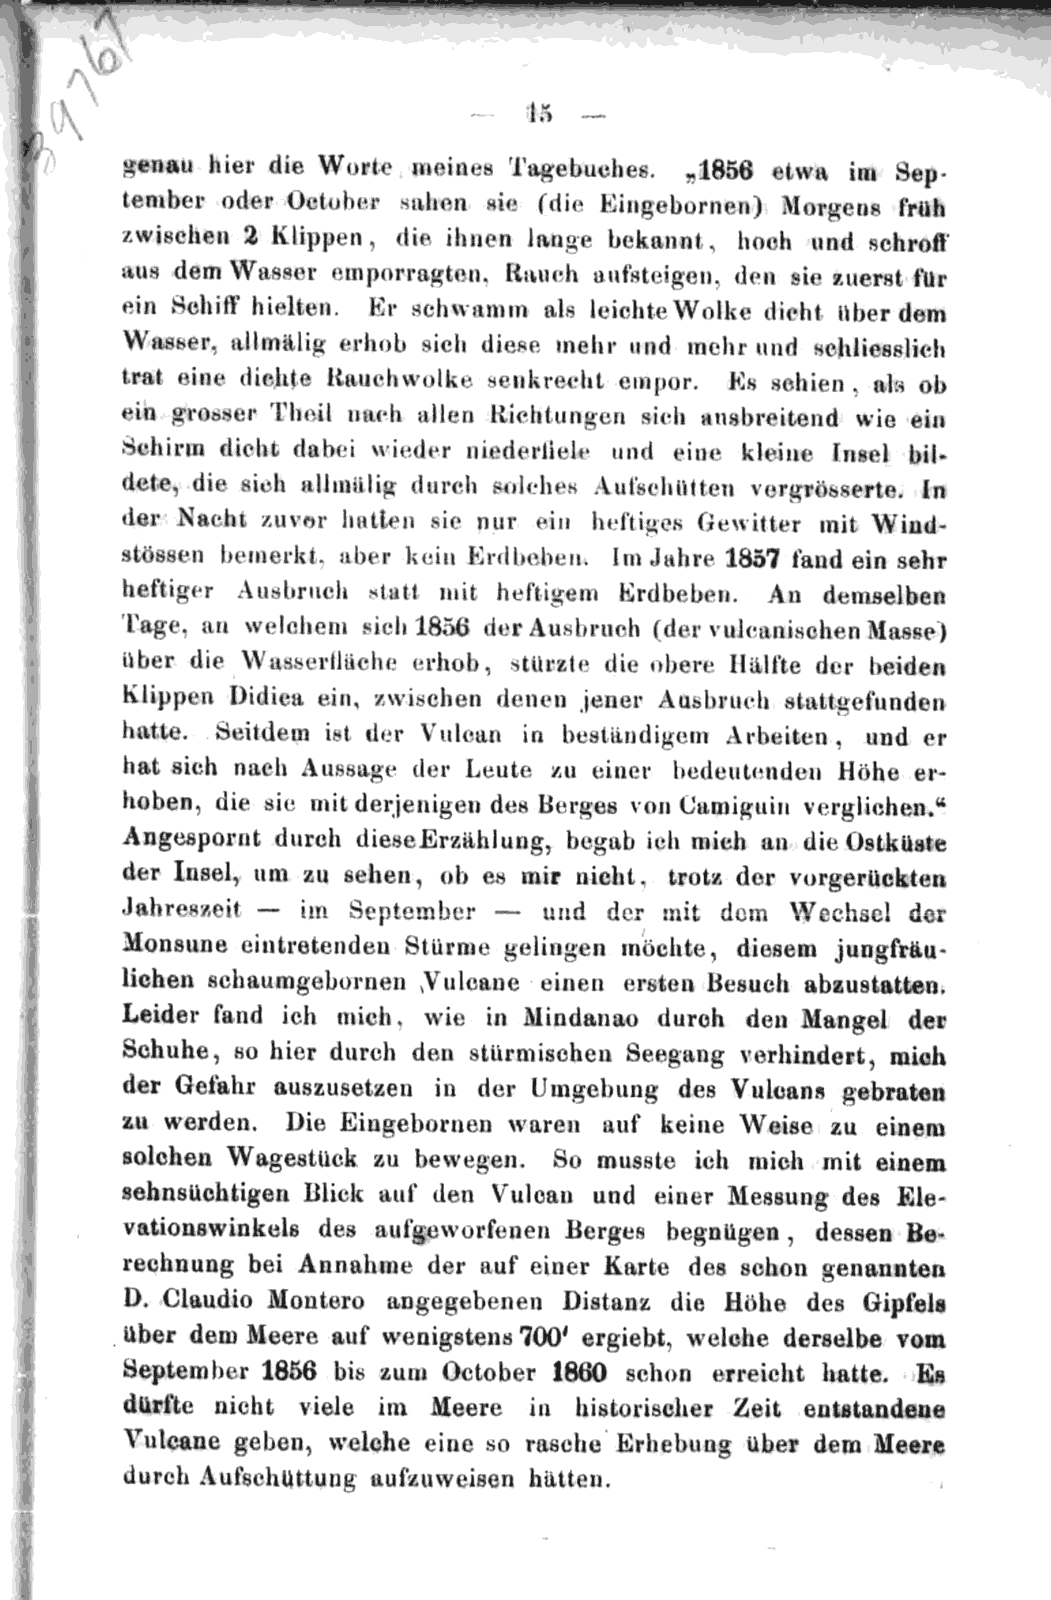 39767
— 15 —
genau hier die Worte meines Tagebuches. „1856 etwa im Sep-
tember oder October sahen sie (die Eingebornen) Morgens früh
zwischen 2 Klippen, die ihnen lange bekannt, hoch und schroff
aus dem Wasser emporragten, Rauch aufsteigen, den sie zuerst für
ein Schiff hielten. Er schwamm als leichte Wolke dicht über dem
Wasser, allmälig erhob sich diese mehr und mehr und schliesslich
trat eine dichte Rauchwolke senkrecht empor. Es schien, als ob
ein grosser Theil nach allen Richtungen sich ausbreitend wie ein
Schirm dicht dabei wieder niederfiele und eine kleine Insel bil-
dete, die sich allmälig durch solches Aufschütten vergrösserte. In
der Nacht zuvor hatten sie nur ein heftiges Gewitter mit Wind-
stössen bemerkt, aber kein Erdbeben. Im Jahre 1857 fand ein sehr
heftiger Ausbruch statt mit heftigem Erdbeben. An demselben
Tage, an welchem sich 1856 der Ausbruch (der vulcanischen Masse)
über die Wasserfläche erhob, stürzte die obere Hälfte der beiden
Klippen Didica ein, zwischen denen jener Ausbruch stattgefunden
hatte. Seitdem ist der Vulcan in beständigem Arbeiten, und er
hat sich nach Aussage der Leute zu einer bedeutenden Höhe er-
hoben, die sie mit derjenigen des Berges von Camiguin verglichen.“
Angespornt durch diese Erzählung, begab ich mich an die Ostküste
der Insel, um zu sehen, ob es mir nicht, trotz der vorgerückten
Jahreszeit — im September — und der mit dem Wechsel der
Monsune eintretenden Stürme gelingen möchte, diesem jungfräu-
lichen schaumgebornen Vulcane einen ersten Besuch abzustatten.
Leider fand ich mich, wie in Mindanao durch den Mangel der
Schuhe, so hier durch den stürmischen Seegang verhindert, mich
der Gefahr auszusetzen in der Umgebung des Vulcans gebraten
zu werden. Die Eingebornen waren auf keine Weise zu einem
solchen Wagestück zu bewegen. So musste ich mich mit einem
sehnsüchtigen Blick auf den Vulcan und einer Messung des Ele-
vationswinkels des aufgeworfenen Berges begnügen, dessen Be-
rechnung bei Annahme der auf einer Karte des schon genannten
D. Claudio Montero angegebenen Distanz die Höhe des Gipfels
über dem Meere auf wenigstens 700′ ergiebt, welche derselbe vom
September 1856 bis zum October 1860 schon erreicht hatte. Es
dürfte nicht viele im Meere in historischer Zeit entstandene
Vulcane geben, welche eine so rasche Erhebung über dem Meere
durch Aufschüttung aufzuweisen hätten.